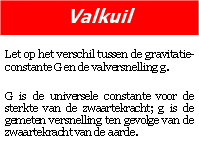 Valkuil
Let op het verschil tussen de gravitatie-
constante G en de valversnelling g.
G is de universele constante voor de
sterkte van de zwaartekracht; g is de
gemeten versnelling ten gevolge van de
zwaartekracht van de aarde.